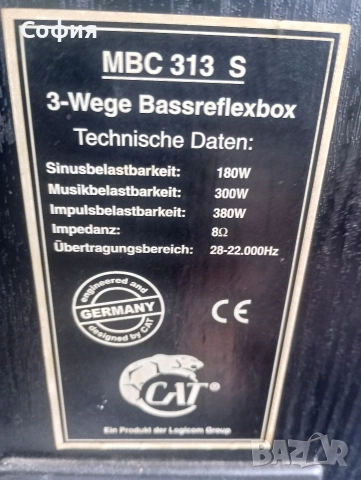 София
MBC 313 S
3-Wege Bassreflexbox
Technische Daten:
Sinusbelastbarkeit: 180W
Musikbelastbarkeit: 300W
Impulsbelastbarkeit: 380W
Impedanz: 8Ω
Übertragungsbereich: 28-22.000Hz
engineered and
GERMANY
designed by CAT
CE
CAT®
Ein Produkt der Logicom Group
BAZAR